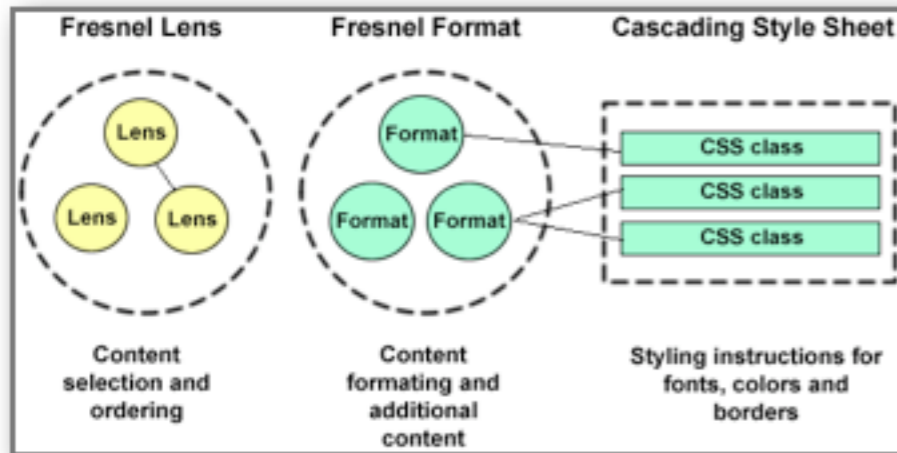 Fresnel Lens
Fresnel Format
Cascading Style Sheet
Lens
Lens
Lens
Format
Format
Format
CSS class
CSS class
CSS class
Content
selection and
ordering
Content
formating and
additional
content
Styling instructions for
fonts, colors and
borders